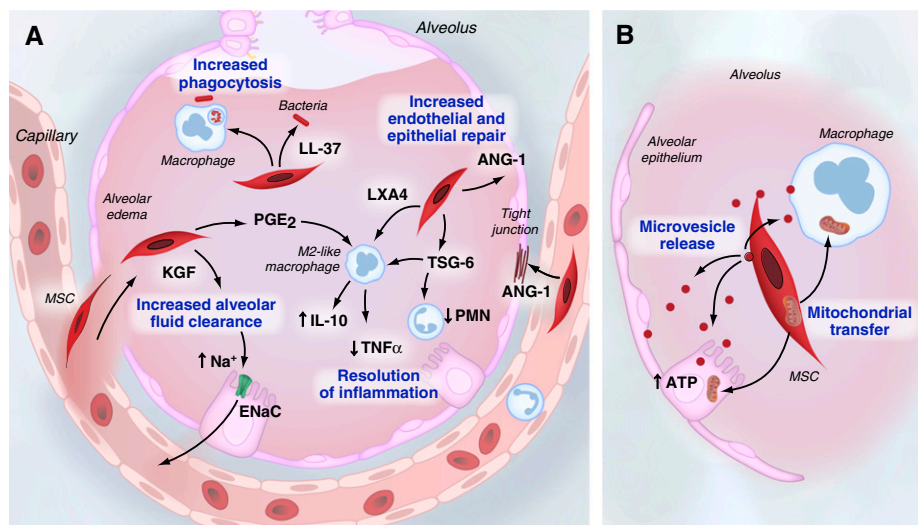 A
Alveolus
Increased
phagocytosis
Bacteria
Macrophage
LL-37
Increased
endothelial and
epithelial repair
Capillary
ANG-1
LXA4
Alveolar
edema
PGE2
Tight
junction
M2-like
macrophage
TSG-6
KGF
MSC
ANG-1
Increased alveolar
fluid clearance
↑ IL-10
↓ PMN
↓ TNFα
↑ Na+
Resolution
of inflammation
ENaC
B
Alveolus
Macrophage
Alveolar
epithelium
Microvesicle
release
Mitochondrial
transfer
MSC
↑ ATP